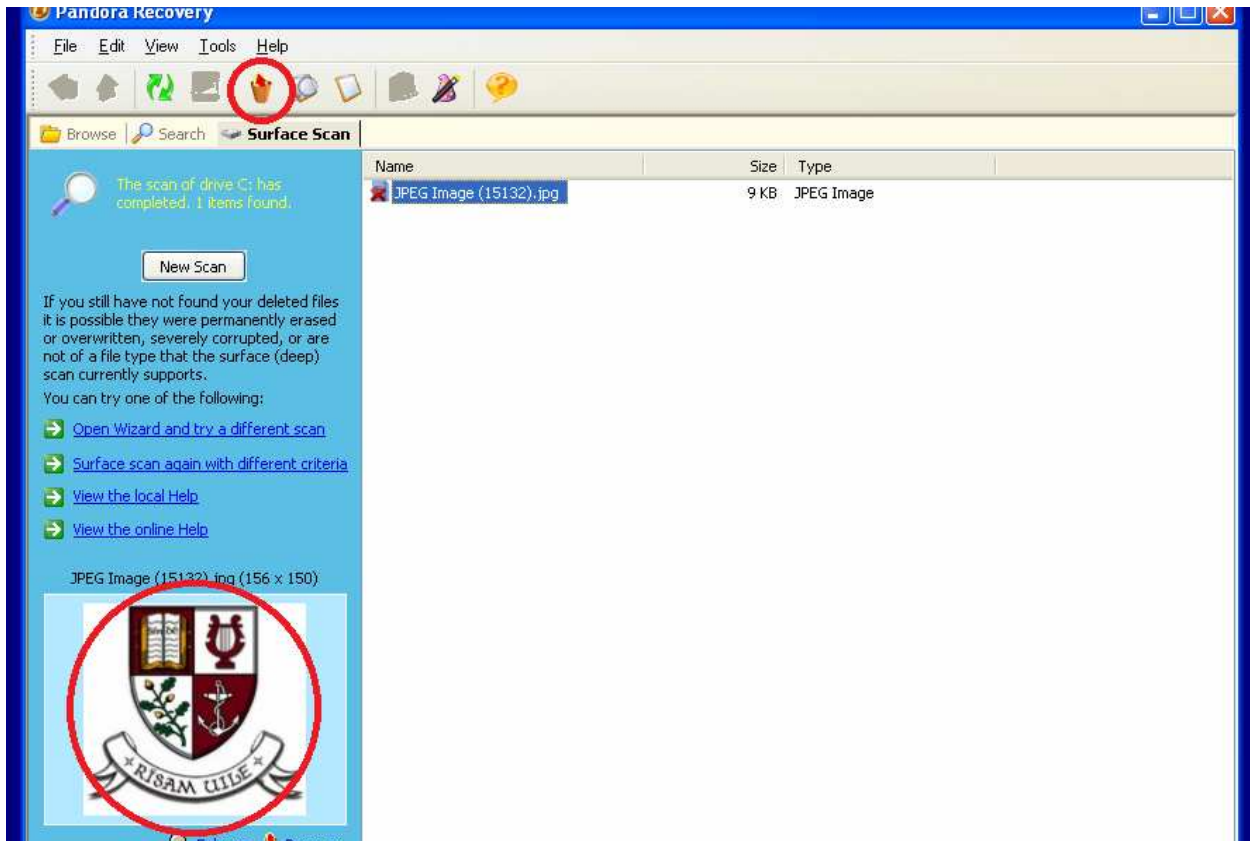 Pandora Recovery
File Edit View Tools Help
Browse Search Surface Scan
Name Size Type
The scan of drive C: has
completed. 1 items found.
JPEG Image (15132).jpg 9 KB JPEG Image
New Scan
If you still have not found your deleted files
it is possible they were permanently erased
or overwritten, severely corrupted, or are
not of a file type that the surface (deep)
scan currently supports.
You can try one of the following:
Open Wizard and try a different scan
Surface scan again with different criteria
View the local Help
View the online Help
JPEG Image (15132).jpg (156 x 150)
RISAM UILE